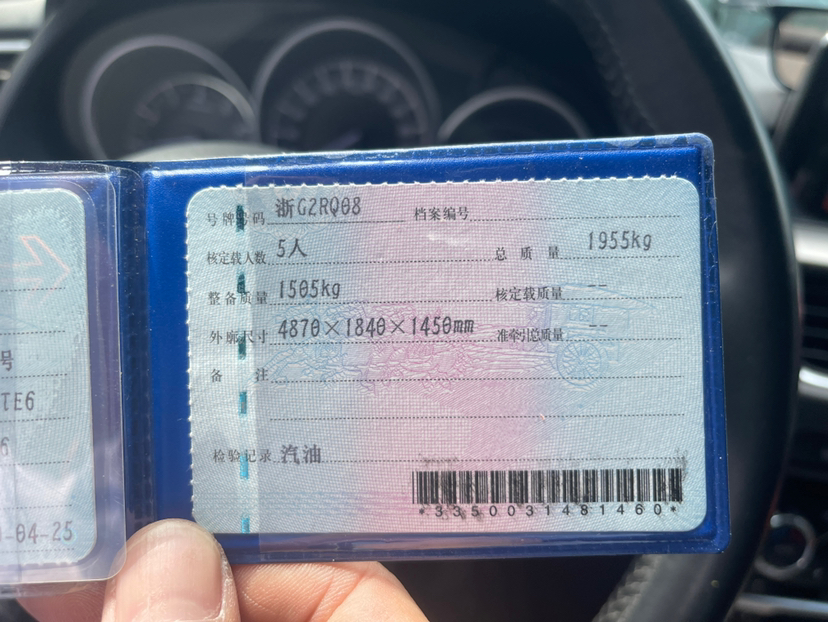 号牌号码 浙G2RQ08 档案编号
核定载人数 5人 总质量 1955kg
整备质量 1505kg 核定载质量 --
外廓尺寸 4870×1840×1450mm 准牵引总质量 --
备注
检验记录 汽油
*3350031481460*
号
TE6
6
-04-25